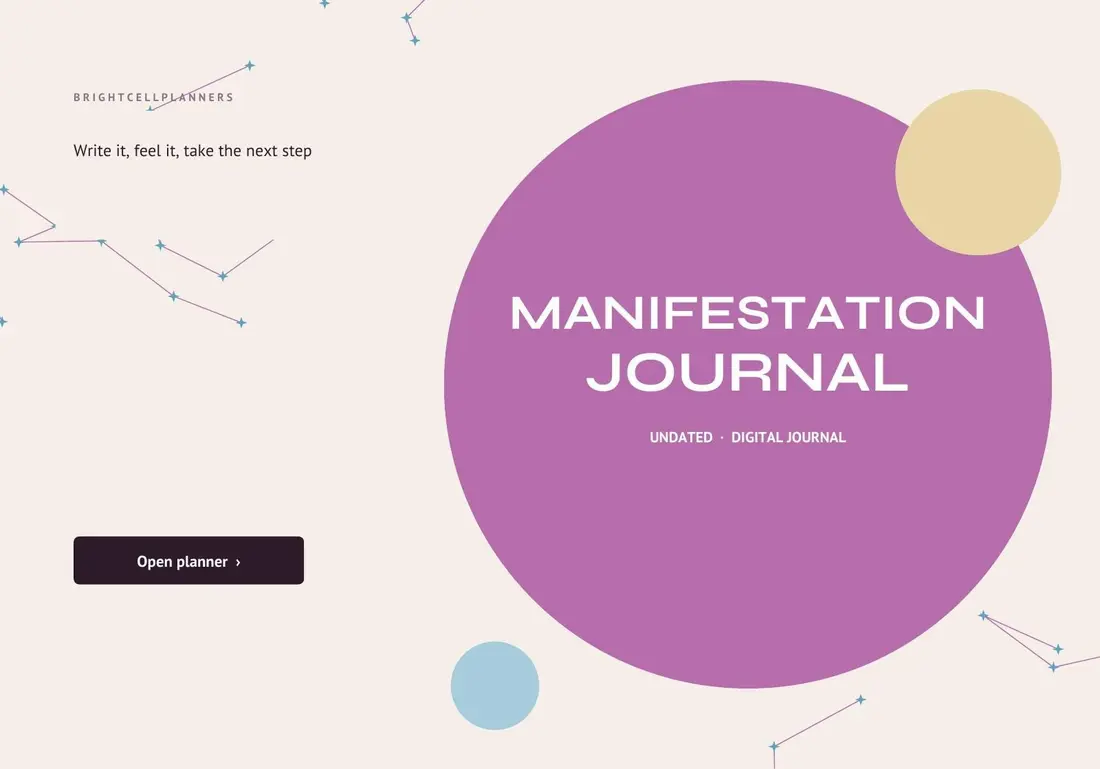 BRIGHTCELLPLANNERS
Write it, feel it, take the next step
MANIFESTATION
JOURNAL
UNDATED · DIGITAL JOURNAL
Open planner ›